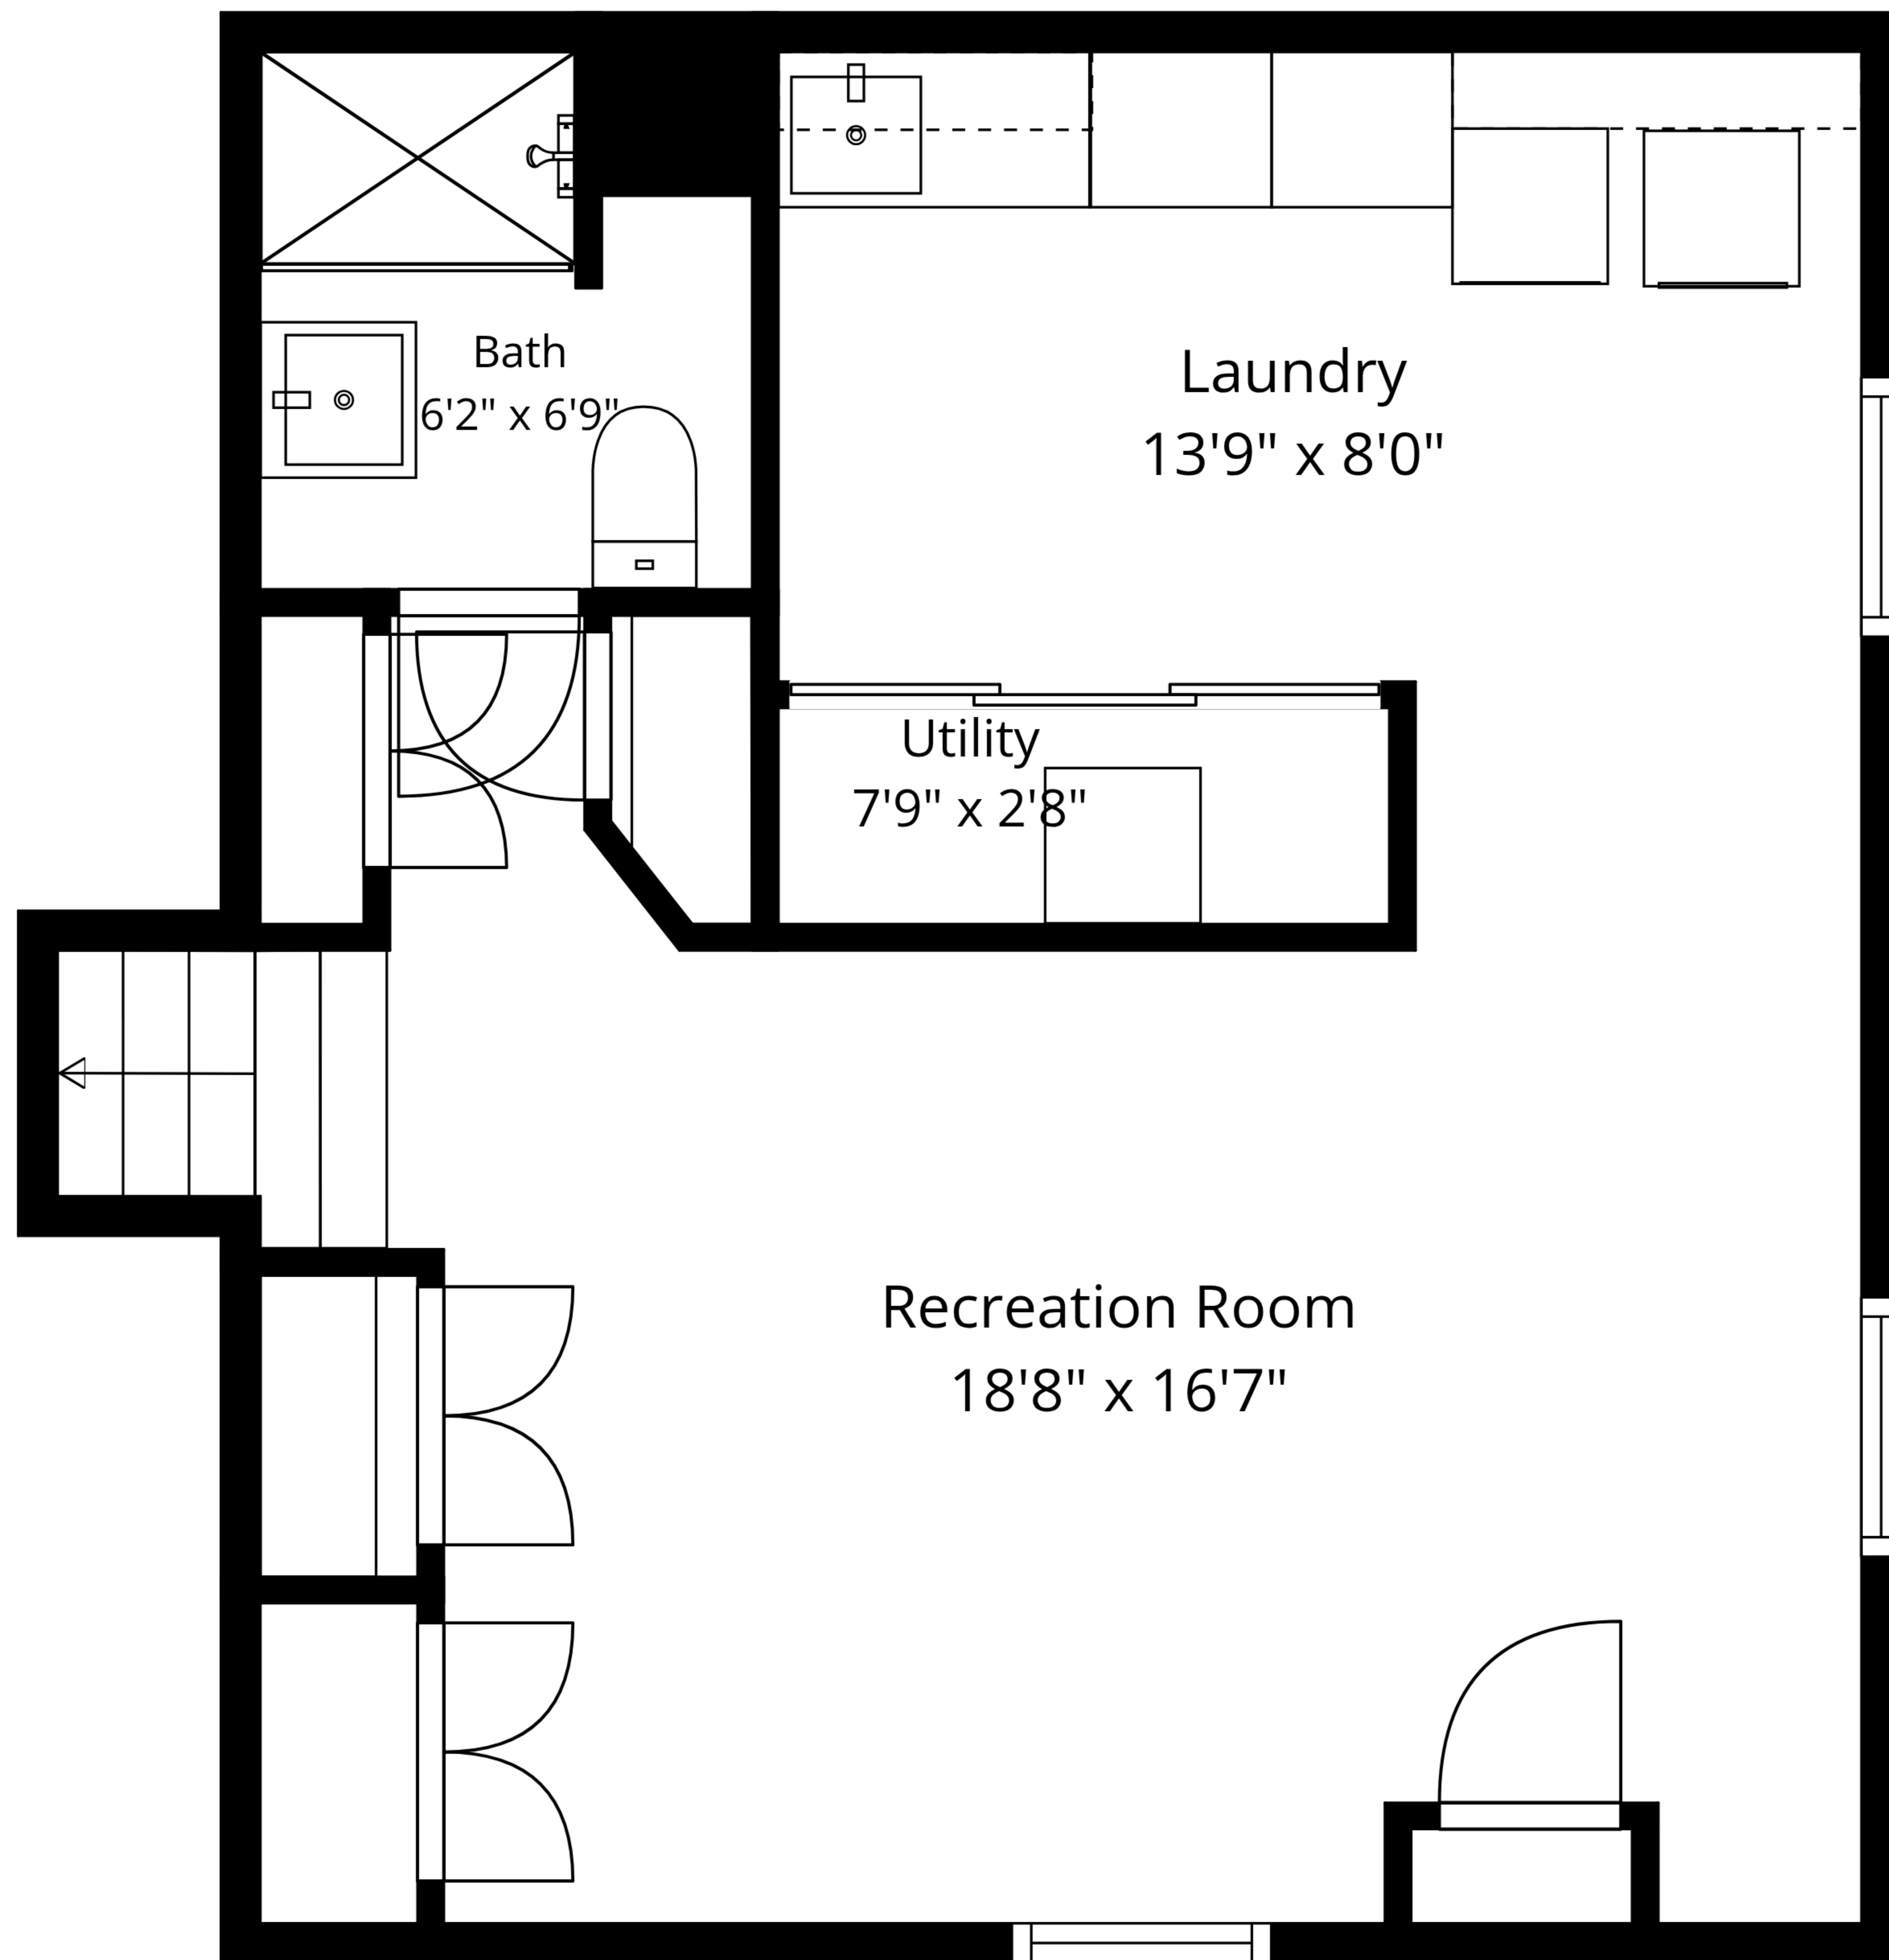 Bath
6'2" x 6'9"
Laundry
13'9" x 8'0"
Utility
7'9" x 2'8"
Recreation Room
18'8" x 16'7"